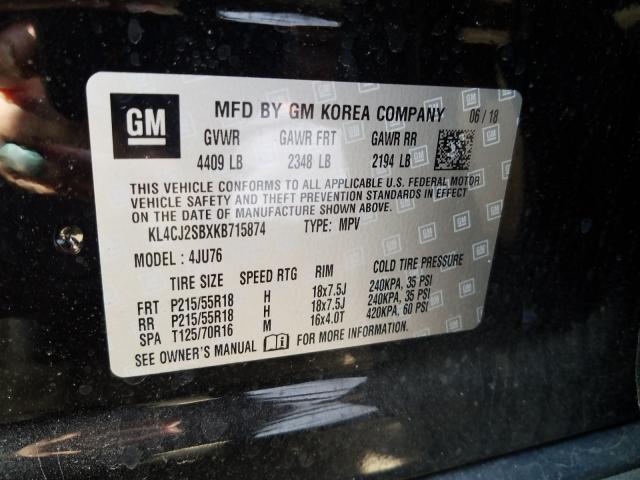 GM MFD BY GM KOREA COMPANY 06 / 18
GVWR GAWR FRT GAWR RR
4409 LB 2348 LB 2194 LB
THIS VEHICLE CONFORMS TO ALL APPLICABLE U.S. FEDERAL MOTOR
VEHICLE SAFETY AND THEFT PREVENTION STANDARDS IN EFFECT
ON THE DATE OF MANUFACTURE SHOWN ABOVE.
KL4CJ2SBXKB715874 TYPE: MPV
MODEL : 4JU76
TIRE SIZE SPEED RTG RIM COLD TIRE PRESSURE
FRT P215/55R18 H 18x7.5J 240KPA, 35 PSI
RR P215/55R18 H 18x7.5J 240KPA, 35 PSI
SPA T125/70R16 M 16x4.0T 420KPA, 60 PSI
SEE OWNER'S MANUAL FOR MORE INFORMATION.